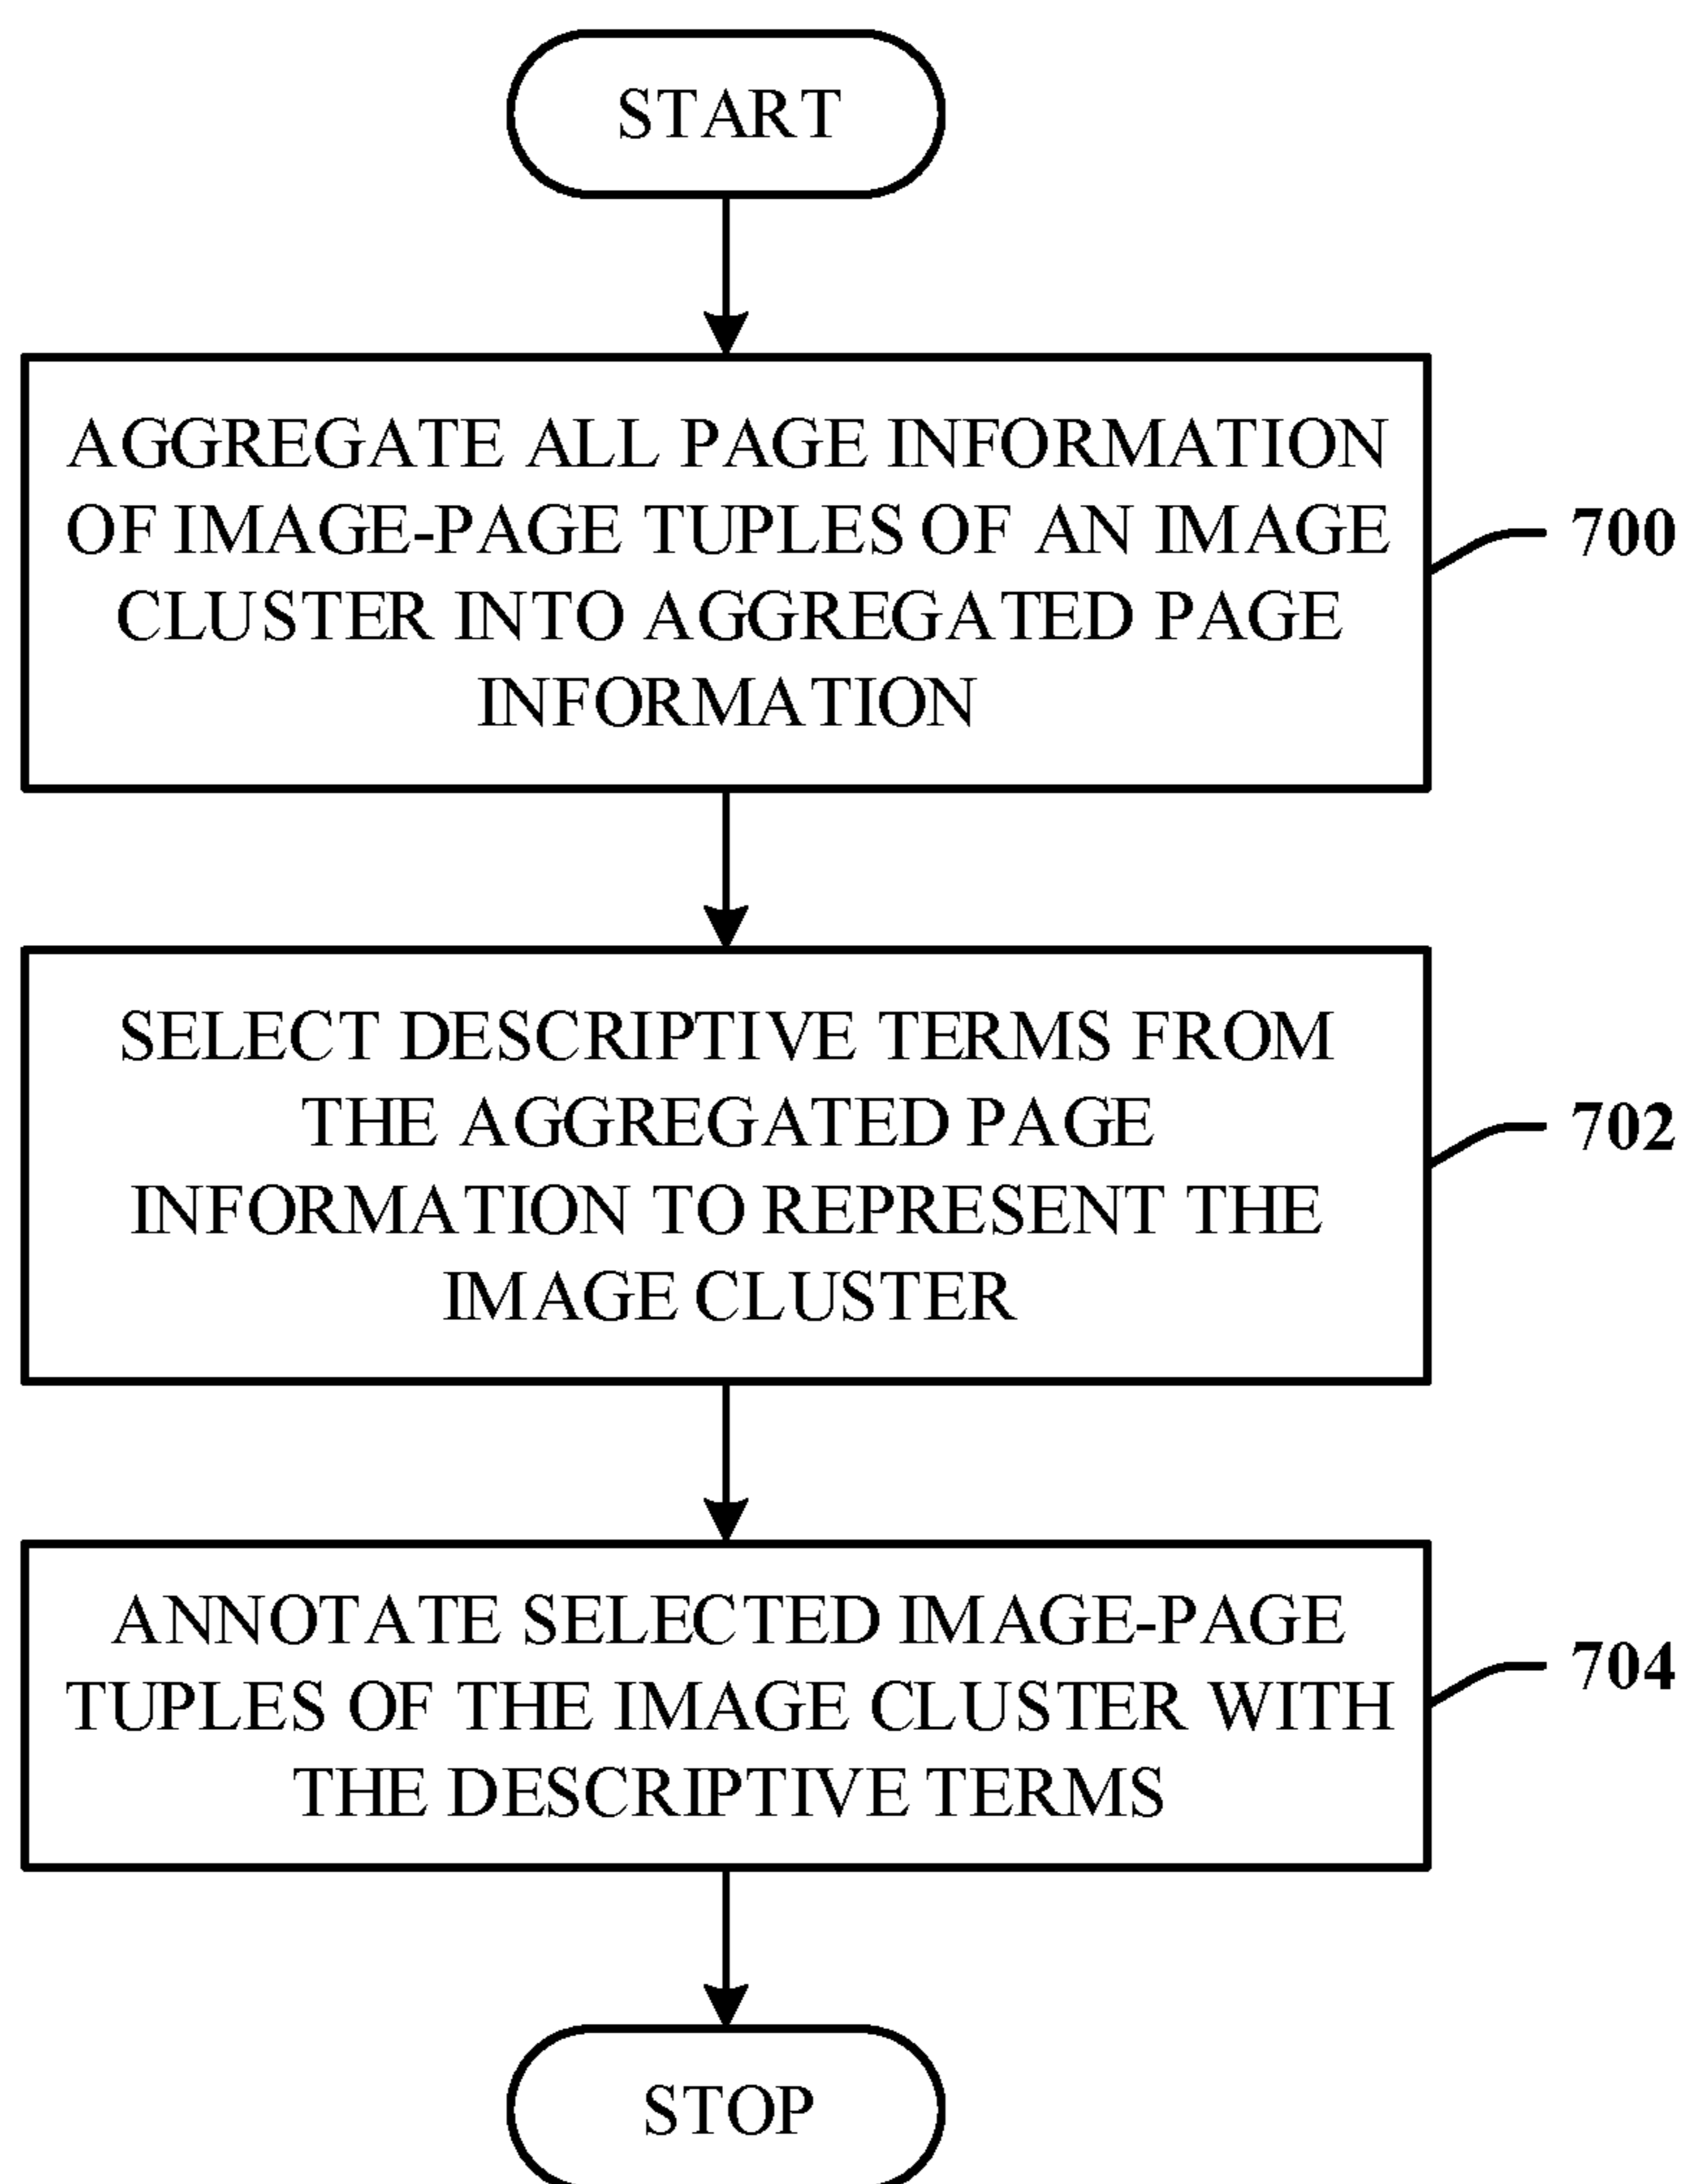 START
AGGREGATE ALL PAGE INFORMATION
OF IMAGE-PAGE TUPLES OF AN IMAGE
CLUSTER INTO AGGREGATED PAGE
INFORMATION
700
SELECT DESCRIPTIVE TERMS FROM
THE AGGREGATED PAGE
INFORMATION TO REPRESENT THE
IMAGE CLUSTER
702
ANNOTATE SELECTED IMAGE-PAGE
TUPLES OF THE IMAGE CLUSTER WITH
THE DESCRIPTIVE TERMS
704
STOP